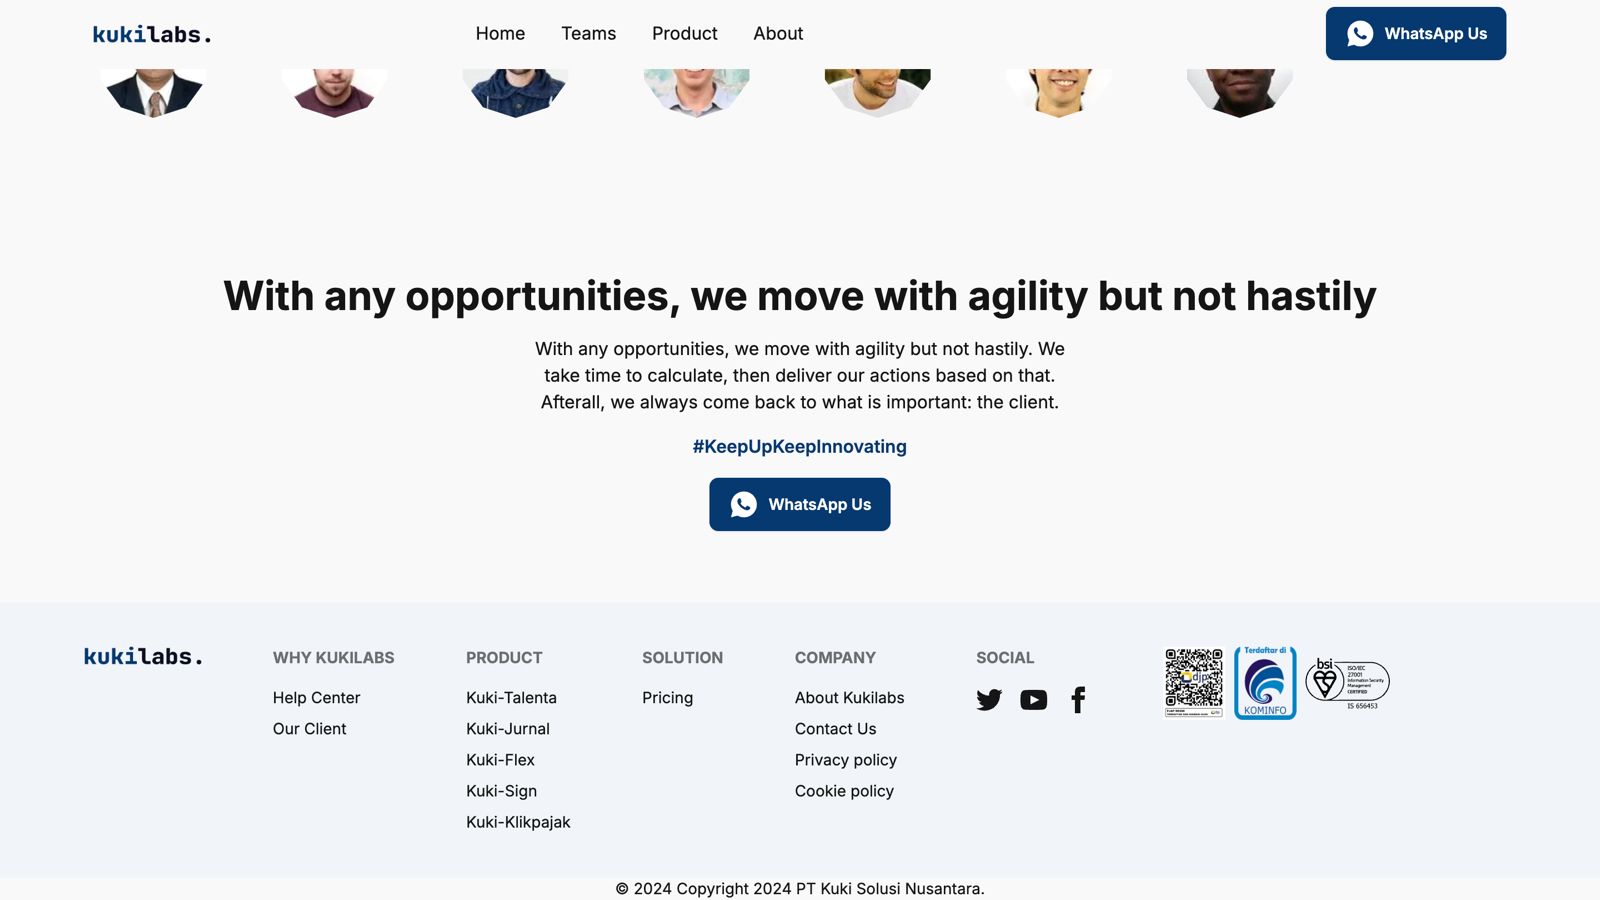 kukilabs.
Home
Teams
Product
About
WhatsApp Us
With any opportunities, we move with agility but not hastily
With any opportunities, we move with agility but not hastily. We
take time to calculate, then deliver our actions based on that.
Afterall, we always come back to what is important: the client.
#KeepUpKeepInnovating
WhatsApp Us
kukilabs.
WHY KUKILABS
Help Center
Our Client
PRODUCT
Kuki-Talenta
Kuki-Jurnal
Kuki-Flex
Kuki-Sign
Kuki-Klikpajak
SOLUTION
Pricing
COMPANY
About Kukilabs
Contact Us
Privacy policy
Cookie policy
SOCIAL
djp
Terdaftar di
KOMINFO
bsi
ISO/IEC
27001
Information Security
Management
CERTIFIED
IS 656453
© 2024 Copyright 2024 PT Kuki Solusi Nusantara.